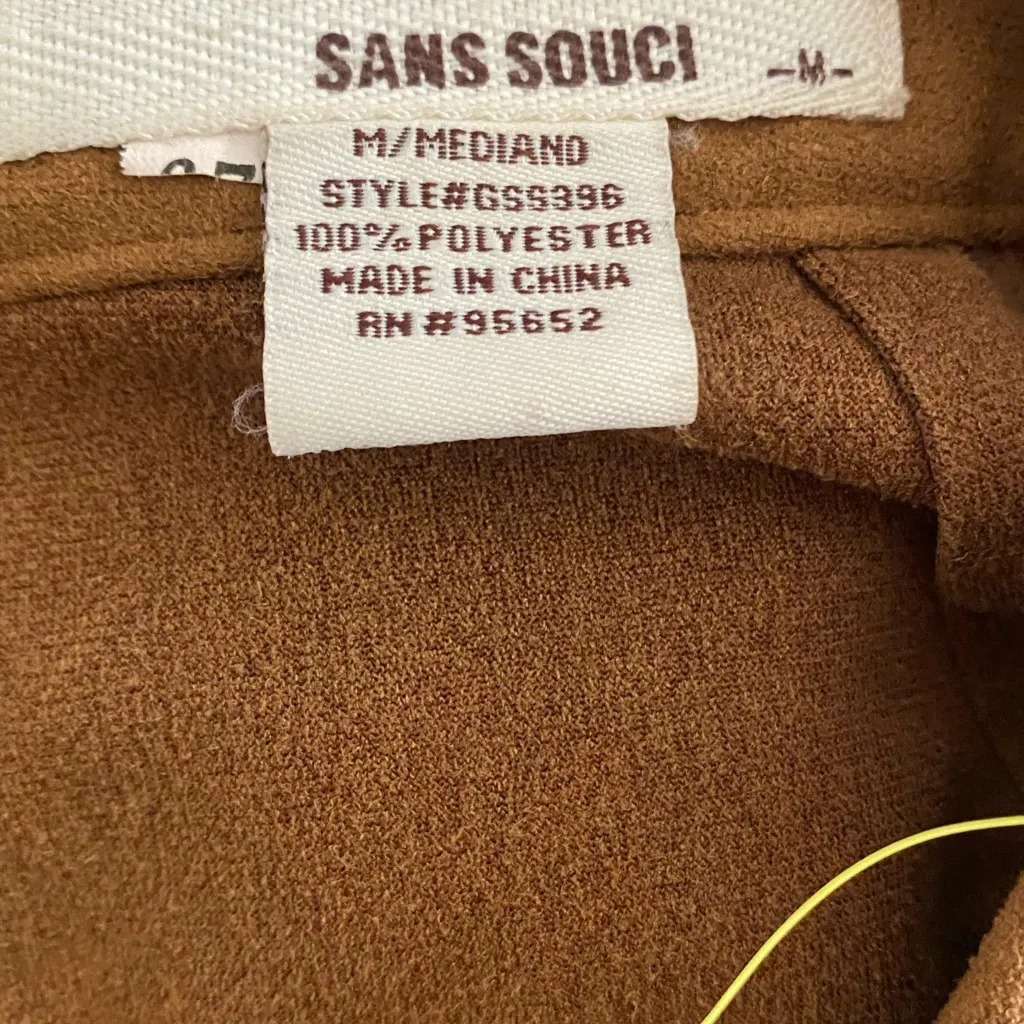 SANS SOUCI -M-
M/MEDIANO
STYLE#GSS396
100%POLYESTER
MADE IN CHINA
RN#95652